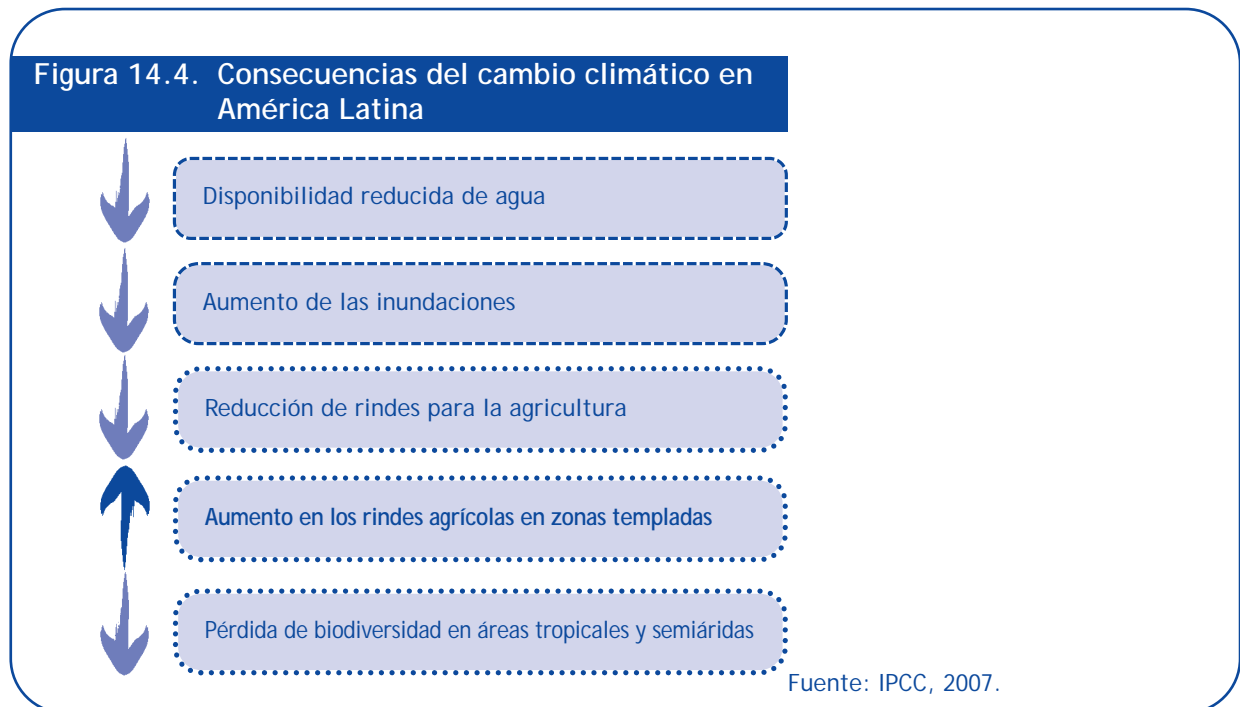 Figura 14.4. Consecuencias del cambio climático en
América Latina
Disponibilidad reducida de agua
Aumento de las inundaciones
Reducción de rindes para la agricultura
Aumento en los rindes agrícolas en zonas templadas
Pérdida de biodiversidad en áreas tropicales y semiáridas
Fuente: IPCC, 2007.